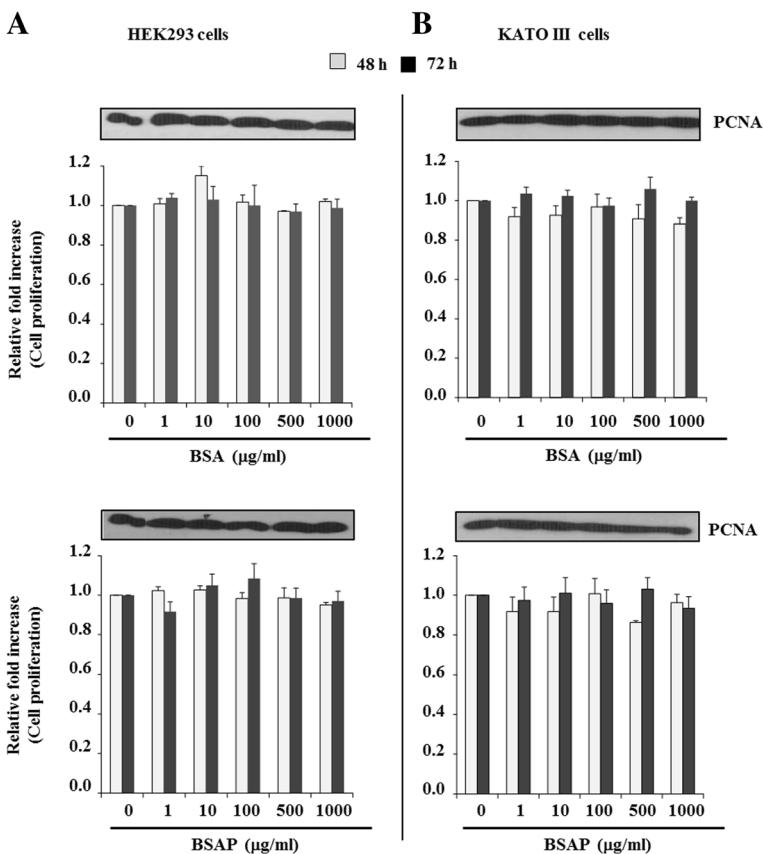 A
HEK293 cells
B
KATO III cells
48 h
72 h
PCNA
Relative fold increase
(Cell proliferation)
1.2
1.0
0.8
0.6
0.4
0.2
0.0
0 1 10 100 500 1000
BSA (µg/ml)
1.2
1.0
0.8
0.6
0.4
0.2
0.0
0 1 10 100 500 1000
BSA (µg/ml)
PCNA
Relative fold increase
(Cell proliferation)
1.2
1.0
0.8
0.6
0.4
0.2
0.0
0 1 10 100 500 1000
BSAP (µg/ml)
1.2
1.0
0.8
0.6
0.4
0.2
0.0
0 1 10 100 500 1000
BSAP (µg/ml)